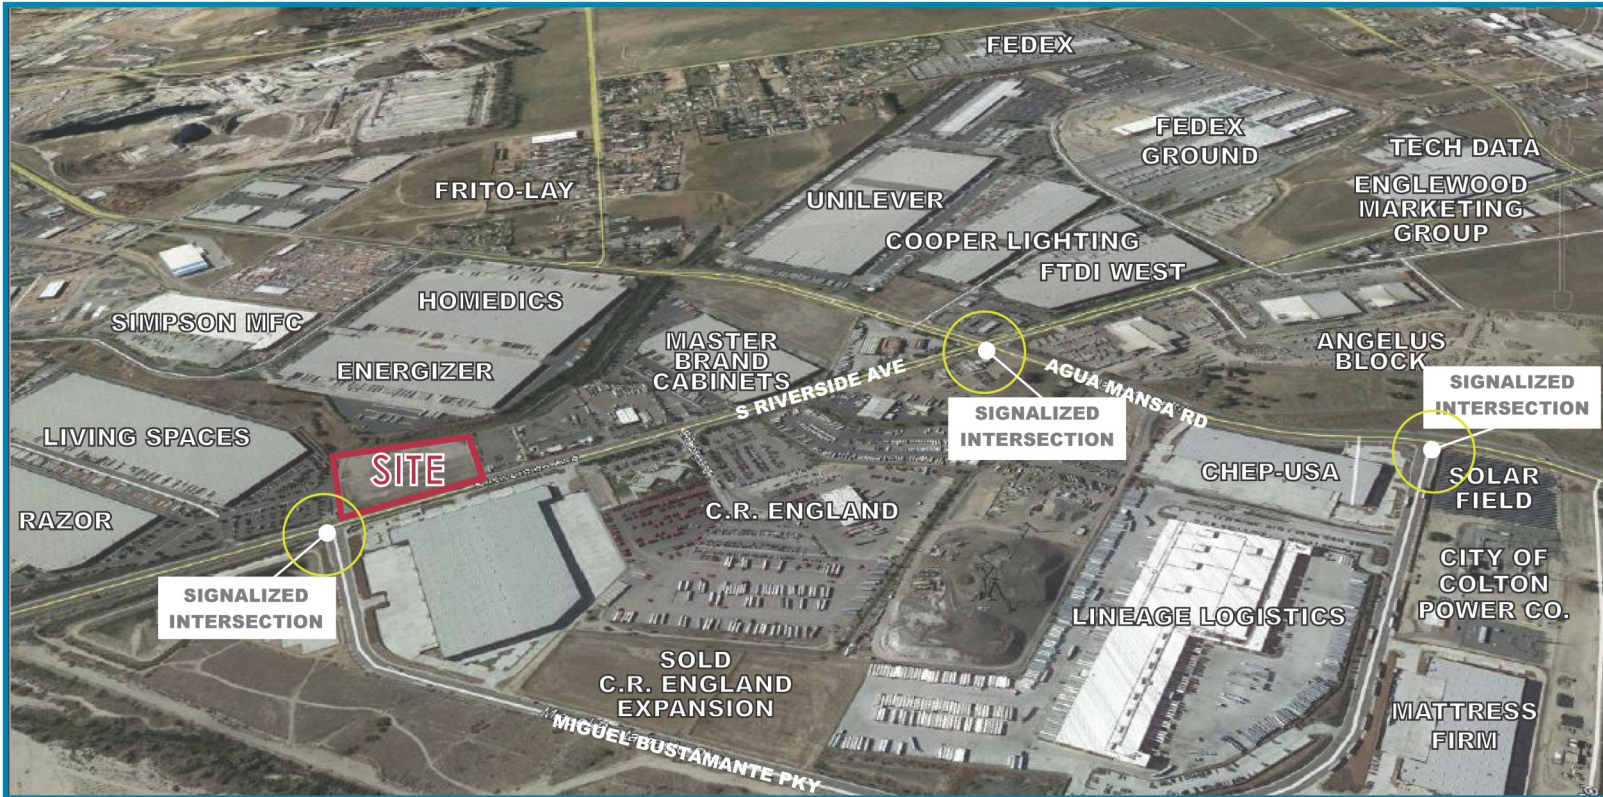 FEDEX
FEDEX
GROUND
TECH DATA
ENGLEWOOD
MARKETING
GROUP
FRITO-LAY
UNILEVER
COOPER LIGHTING
FTDI WEST
HOMEDICS
SIMPSON MFC
ENERGIZER
MASTER
BRAND
CABINETS
S RIVERSIDE AVE
AGUA MANSA RD
ANGELUS
BLOCK
SIGNALIZED
INTERSECTION
SIGNALIZED
INTERSECTION
LIVING SPACES
SITE
CHEP-USA
SOLAR
FIELD
RAZOR
C.R. ENGLAND
CITY OF
COLTON
POWER CO.
SIGNALIZED
INTERSECTION
LINEAGE LOGISTICS
SOLD
C.R. ENGLAND
EXPANSION
MATTRESS
FIRM
MIGUEL BUSTAMANTE PKY